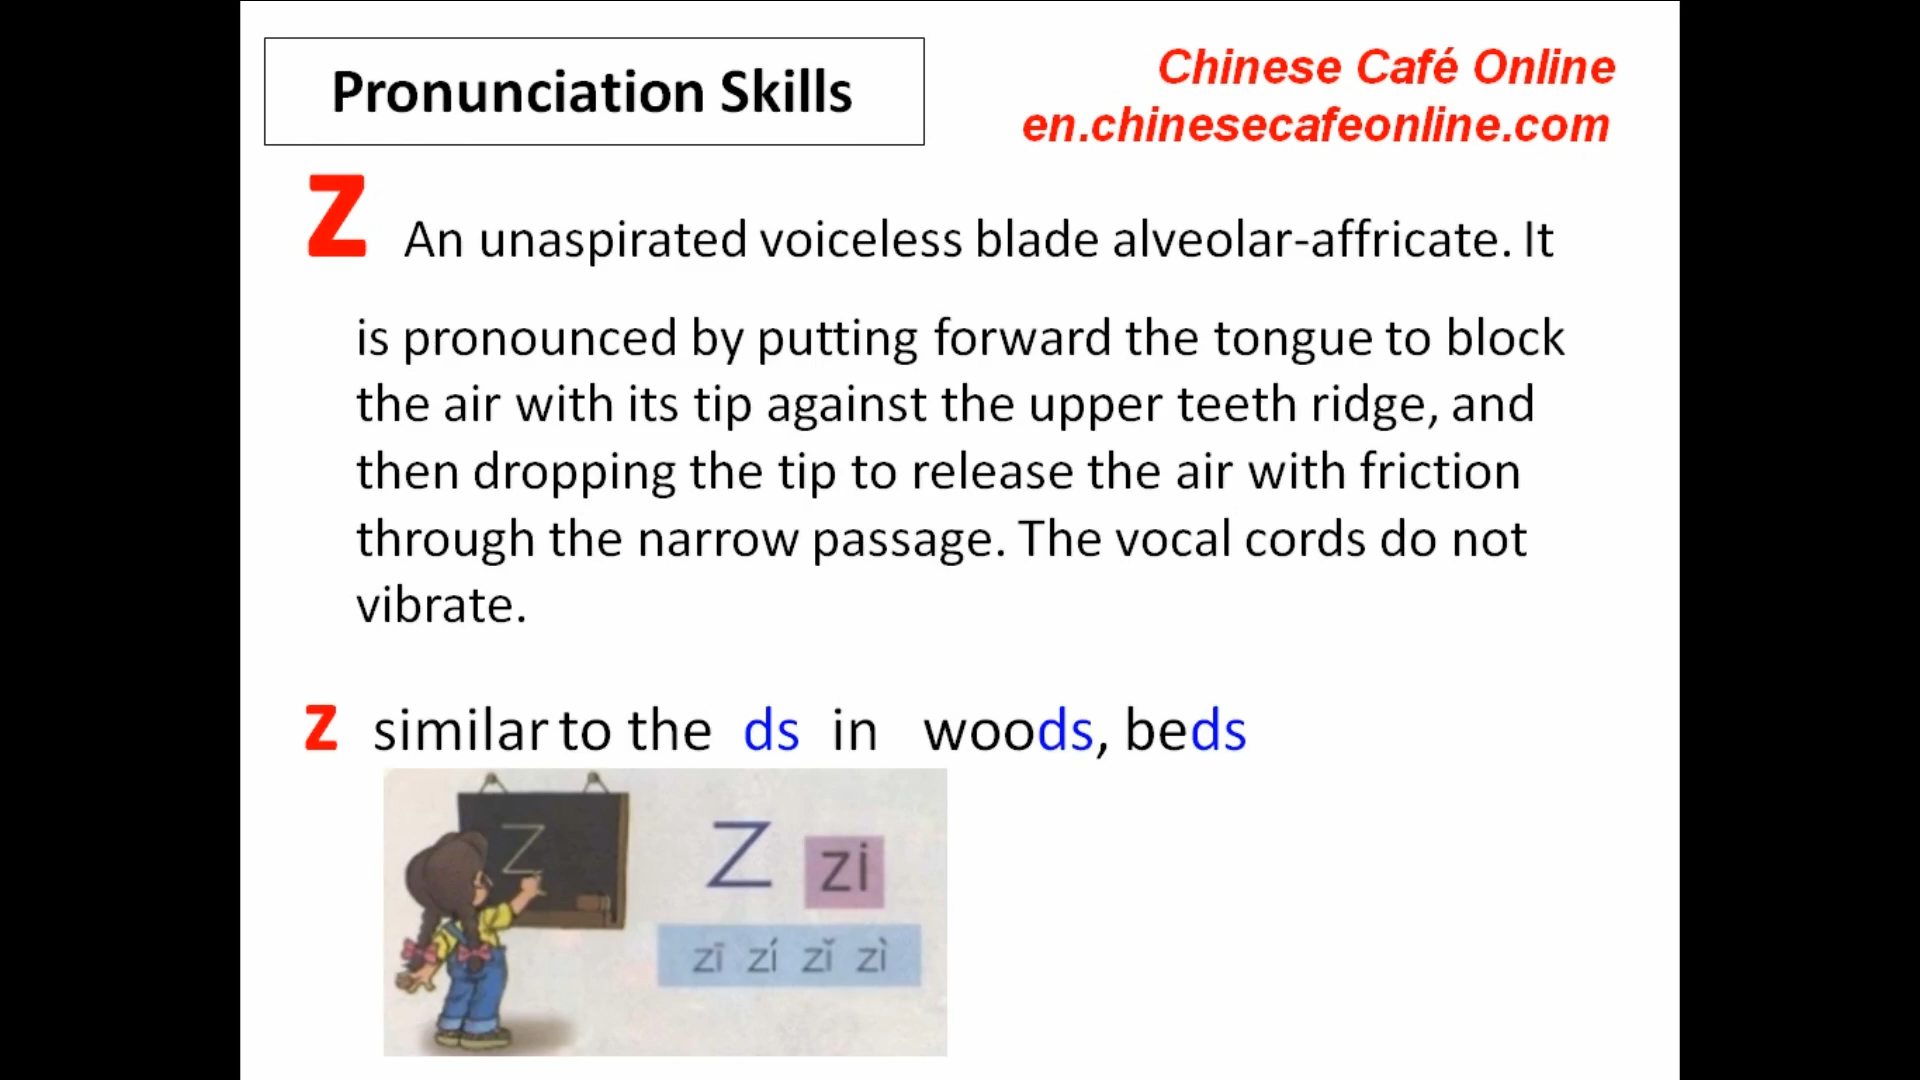 Pronunciation Skills
Chinese Café Online
en.chinesecafeonline.com
z An unaspirated voiceless blade alveolar-affricate. It
is pronounced by putting forward the tongue to block
the air with its tip against the upper teeth ridge, and
then dropping the tip to release the air with friction
through the narrow passage. The vocal cords do not
vibrate.
z similar to the ds in woods, beds
z
z zi
zī zí zǐ zì